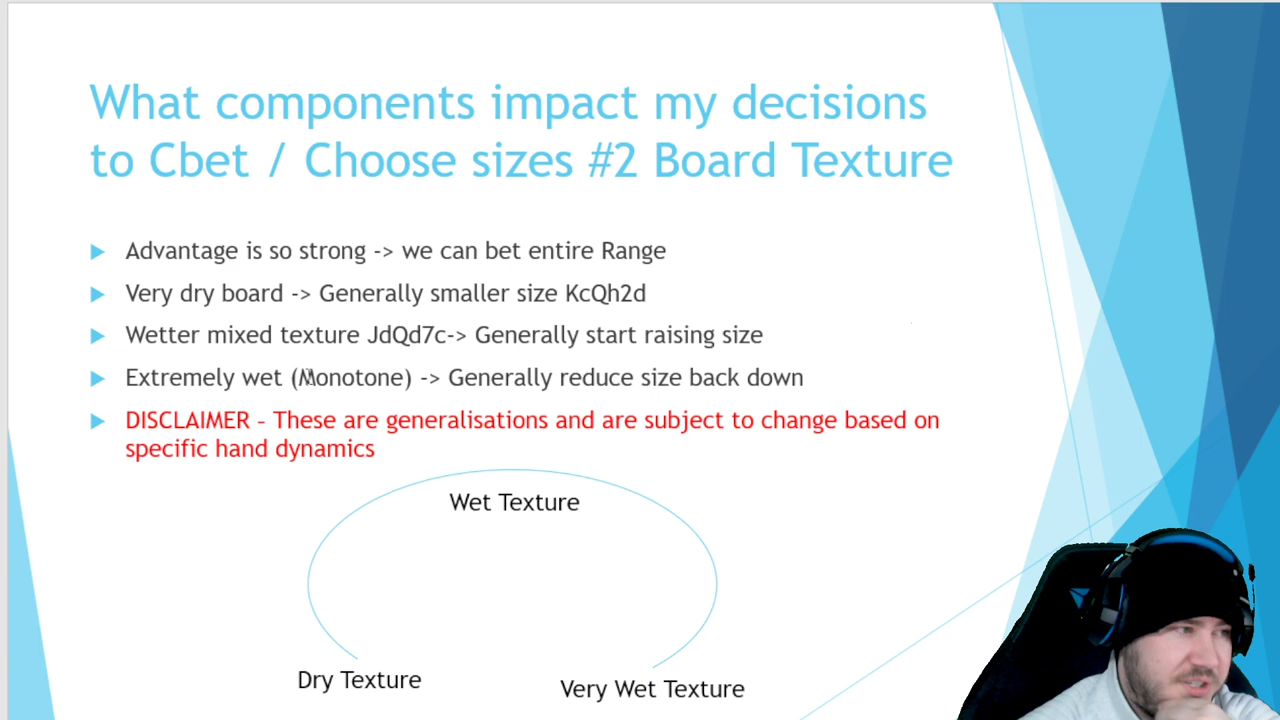 What components impact my decisions
to Cbet / Choose sizes #2 Board Texture
Advantage is so strong -> we can bet entire Range
Very dry board -> Generally smaller size KcQh2d
Wetter mixed texture JdQd7c-> Generally start raising size
Extremely wet (Monotone) -> Generally reduce size back down
DISCLAIMER – These are generalisations and are subject to change based on
specific hand dynamics
Wet Texture
Dry Texture
Very Wet Texture